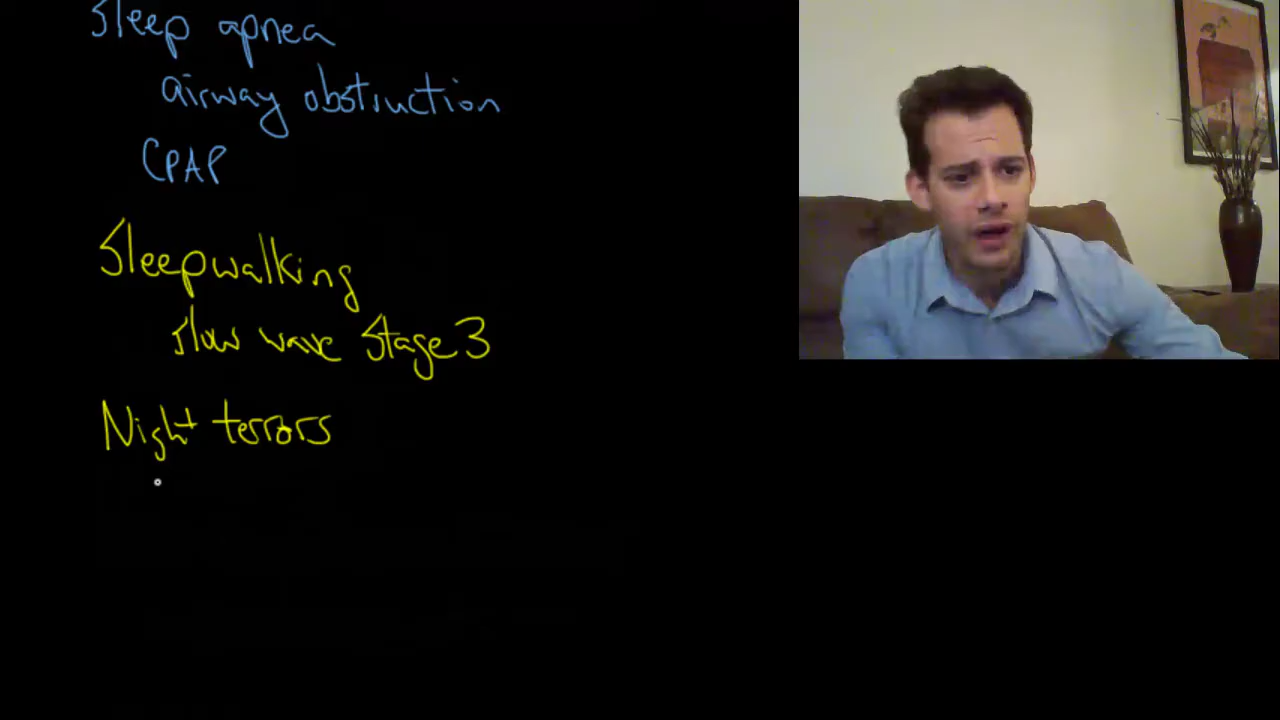 Sleep apnea
airway obstruction
CPAP
Sleepwalking
Slow wave Stage 3
Night terrors